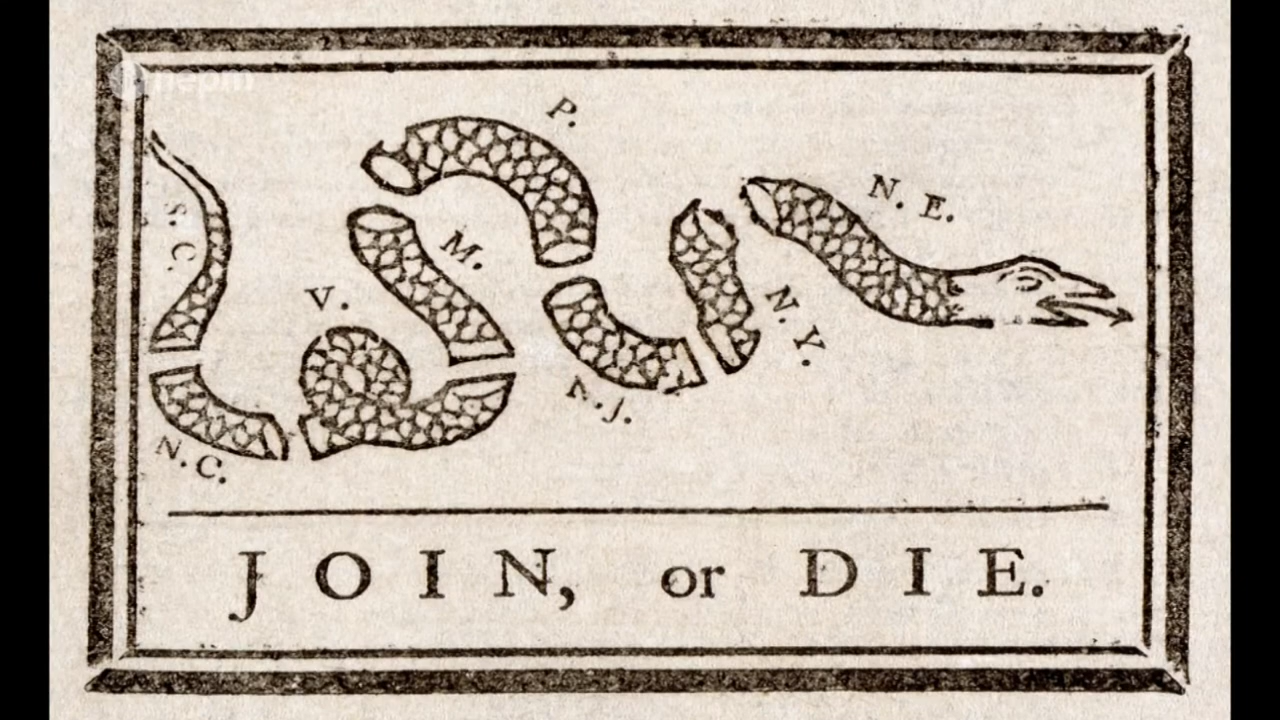 P.
N. E.
S. C.
M.
V.
N. Y.
N. J.
N. C.
JOIN, or DIE.